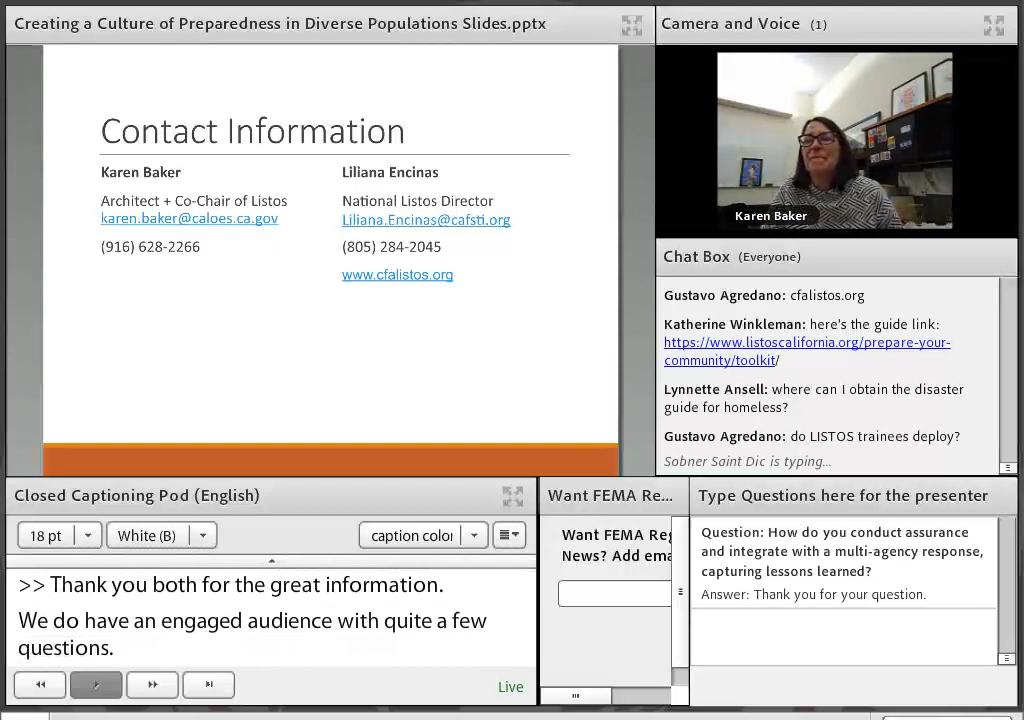 Creating a Culture of Preparedness in Diverse Populations Slides.pptx
Contact Information
Karen Baker
Architect + Co-Chair of Listos
karen.baker@caloes.ca.gov
(916) 628-2266
Liliana Encinas
National Listos Director
Liliana.Encinas@cafsti.org
(805) 284-2045
www.cfalistos.org
Camera and Voice (1)
Karen Baker
Chat Box (Everyone)
Gustavo Agredano: cfalistos.org
Katherine Winkleman: here's the guide link:
https://www.listoscalifornia.org/prepare-your-
community/toolkit/
Lynnette Ansell: where can I obtain the disaster
guide for homeless?
Gustavo Agredano: do LISTOS trainees deploy?
Sobner Saint Dic is typing...
Closed Captioning Pod (English)
18 pt
White (B)
caption color
>> Thank you both for the great information.
We do have an engaged audience with quite a few
questions.
Live
Want FEMA Re...
Want FEMA Reg
News? Add ema
Type Questions here for the presenter
Question: How do you conduct assurance
and integrate with a multi-agency response,
capturing lessons learned?
Answer: Thank you for your question.